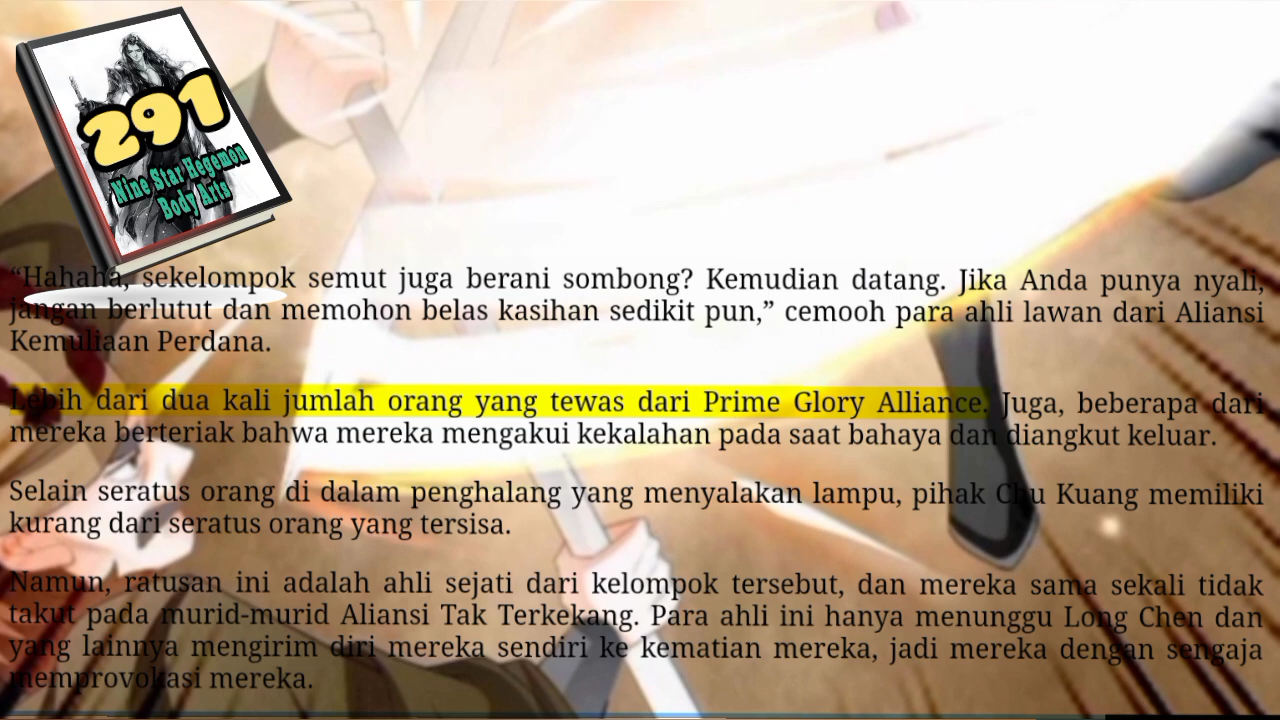 291
Nine Star Hegemon
Body Arts
“Hahaha, sekelompok semut juga berani sombong? Kemudian datang. Jika Anda punya nyali,
jangan berlutut dan memohon belas kasihan sedikit pun,” cemooh para ahli lawan dari Aliansi
Kemuliaan Perdana.
Lebih dari dua kali jumlah orang yang tewas dari Prime Glory Alliance. Juga, beberapa dari
mereka berteriak bahwa mereka mengakui kekalahan pada saat bahaya dan diangkut keluar.
Selain seratus orang di dalam penghalang yang menyalakan lampu, pihak Chu Kuang memiliki
kurang dari seratus orang yang tersisa.
Namun, ratusan ini adalah ahli sejati dari kelompok tersebut, dan mereka sama sekali tidak
takut pada murid-murid Aliansi Tak Terkekang. Para ahli ini hanya menunggu Long Chen dan
yang lainnya mengirim diri mereka sendiri ke kematian mereka, jadi mereka dengan sengaja
memprovokasi mereka.